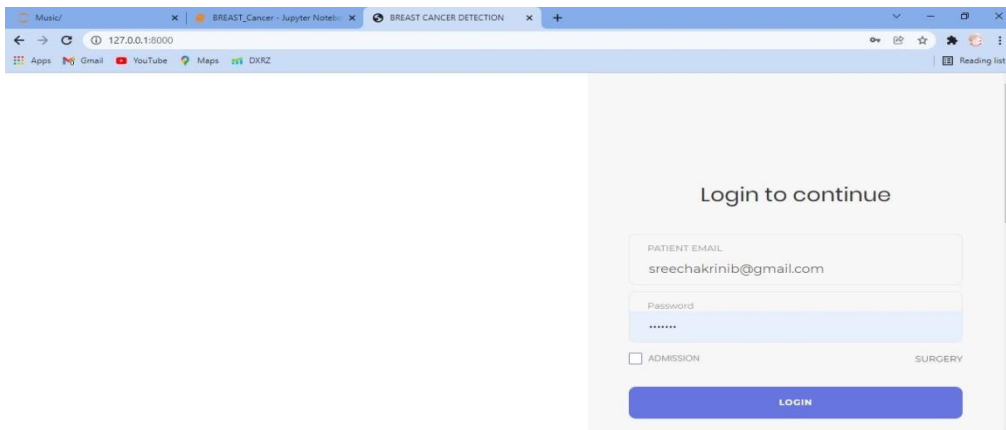 Music/ BREAST_Cancer - Jupyter Notebo BREAST CANCER DETECTION
127.0.0.1:8000
Apps Gmail YouTube Maps DXRZ Reading list
Login to continue
PATIENT EMAIL
sreechakrinib@gmail.com
Password
•••••••
ADMISSION SURGERY
LOGIN